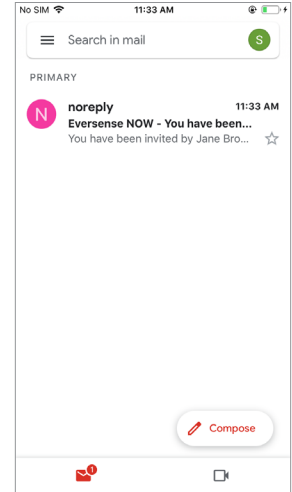 No SIM 11:33 AM
Search in mail S
PRIMARY
N noreply 11:33 AM
Eversense NOW - You have been...
You have been invited by Jane Bro...
Compose
1